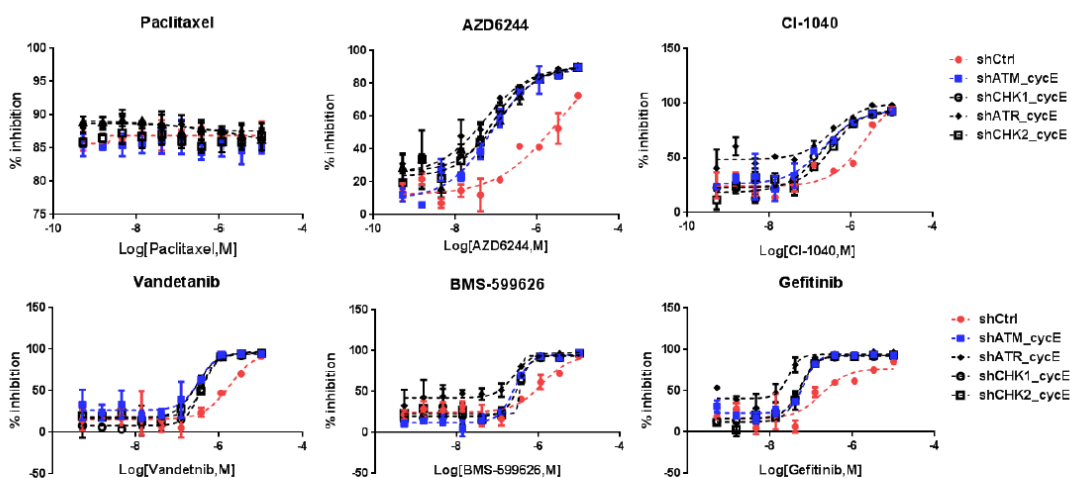 Paclitaxel
AZD6244
CI-1040
% inhibition
100
95
90
85
80
75
-10
-8
-6
-4
Log[Paclitaxel,M]
% inhibition
100
80
60
40
20
0
-10
-8
-6
-4
Log[AZD6244,M]
% inhibition
150
100
50
0
-10
-8
-6
-4
Log[CI-1040,M]
shCtrl
shATM_cycE
shCHK1_cycE
shATR_cycE
shCHK2_cycE
Vandetanib
BMS-599626
Gefitinib
% inhibition
150
100
50
0
-50
-10
-8
-6
-4
Log[Vandetnib,M]
% inhibition
150
100
50
0
-50
-10
-8
-6
-4
Log[BMS-599626,M]
% inhibition
150
100
50
0
-50
-10
-8
-6
-4
Log[Gefitinib,M]
shCtrl
shATM_cycE
shATR_cycE
shCHK1_cycE
shCHK2_cycE